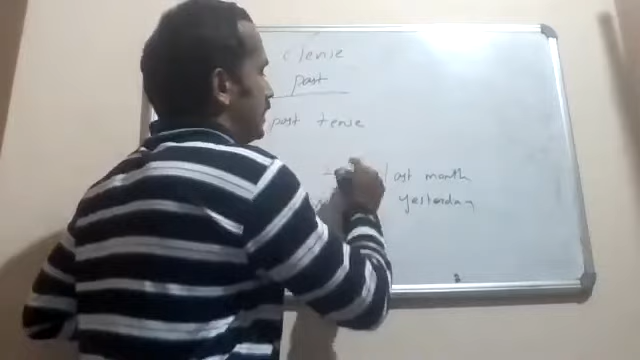 tense
past
past tense
last month
yesterday